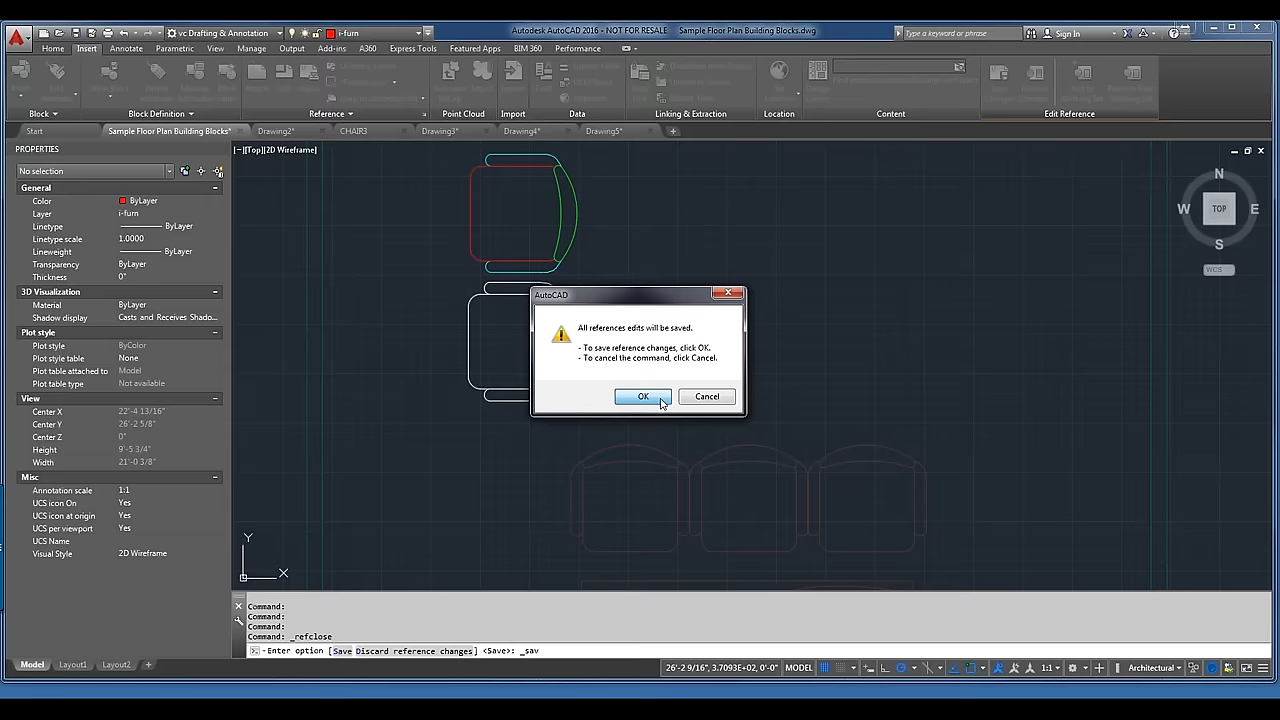 vc Drafting & Annotation
i-furn
Autodesk AutoCAD 2016 - NOT FOR RESALE Sample Floor Plan Building Blocks.dwg
Type a keyword or phrase
Sign In
Home Insert Annotate Parametric View Manage Output Add-ins A360 Express Tools Featured Apps BIM 360 Performance
Block Block Definition Reference Point Cloud Import Data Linking & Extraction Location Content Edit Reference
Start Sample Floor Plan Building Blocks* Drawing2* CHAIR3 Drawing3* Drawing4* Drawing5*
PROPERTIES
[−][Top][2D Wireframe]
No selection
General
Color ByLayer
Layer i-furn
Linetype ByLayer
Linetype scale 1.0000
Lineweight ByLayer
Transparency ByLayer
Thickness 0"
3D Visualization
Material ByLayer
Shadow display Casts and Receives Shado...
Plot style
Plot style ByColor
Plot style table None
Plot table attached to Model
Plot table type Not available
View
Center X 22'-4 13/16"
Center Y 26'-2 5/8"
Center Z 0"
Height 9'-5 3/4"
Width 21'-0 3/8"
Misc
Annotation scale 1:1
UCS icon On Yes
UCS icon at origin Yes
UCS per viewport Yes
UCS Name
Visual Style 2D Wireframe
N
W TOP E
S
WCS
AutoCAD
All references edits will be saved.
- To save reference changes, click OK.
- To cancel the command, click Cancel.
OK Cancel
Y
X
Command:
Command:
Command:
Command: _refclose
Enter option [Save Discard reference changes] <Save>: _sav
Model Layout1 Layout2 +
26'-2 9/16", 3.7093E+02, 0'-0" MODEL 1:1 Architectural